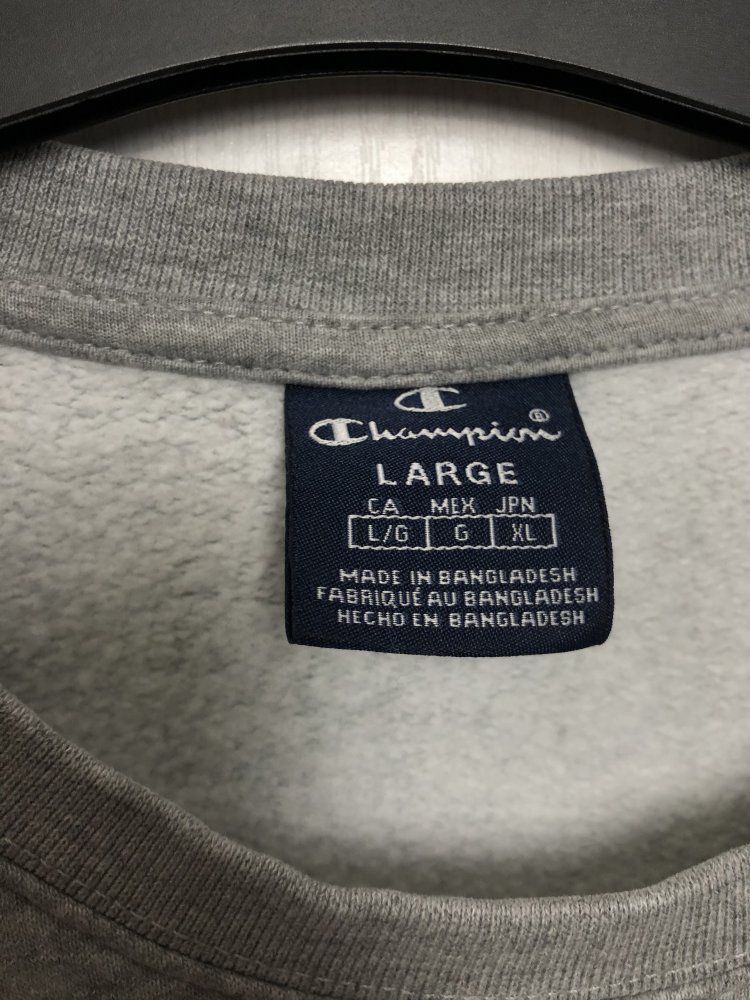 Champion®
LARGE
CA MEX JPN
L/G G XL
MADE IN BANGLADESH
FABRIQUÉ AU BANGLADESH
HECHO EN BANGLADESH